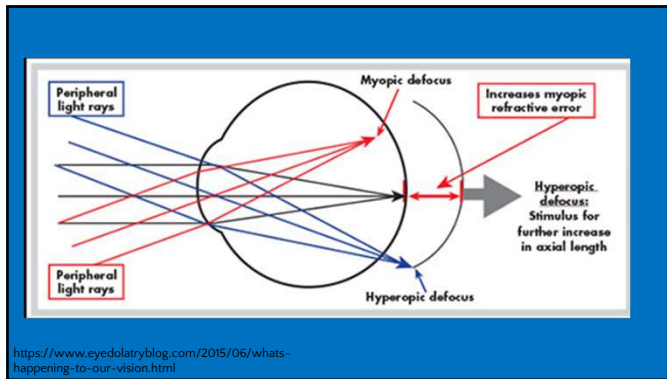 Peripheral
light rays
Myopic defocus
Increases myopic
refractive error
Hyperopic
defocus:
Stimulus for
further increase
in axial length
Peripheral
light rays
Hyperopic defocus
https://www.eyedolatryblog.com/2015/06/whats-
happening-to-our-vision.html